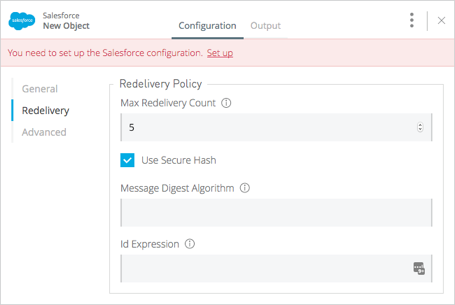 salesforce
Salesforce
New Object
Configuration
Output
You need to set up the Salesforce configuration. Set up
General
Redelivery
Advanced
Redelivery Policy
Max Redelivery Count
5
Use Secure Hash
Message Digest Algorithm
Id Expression